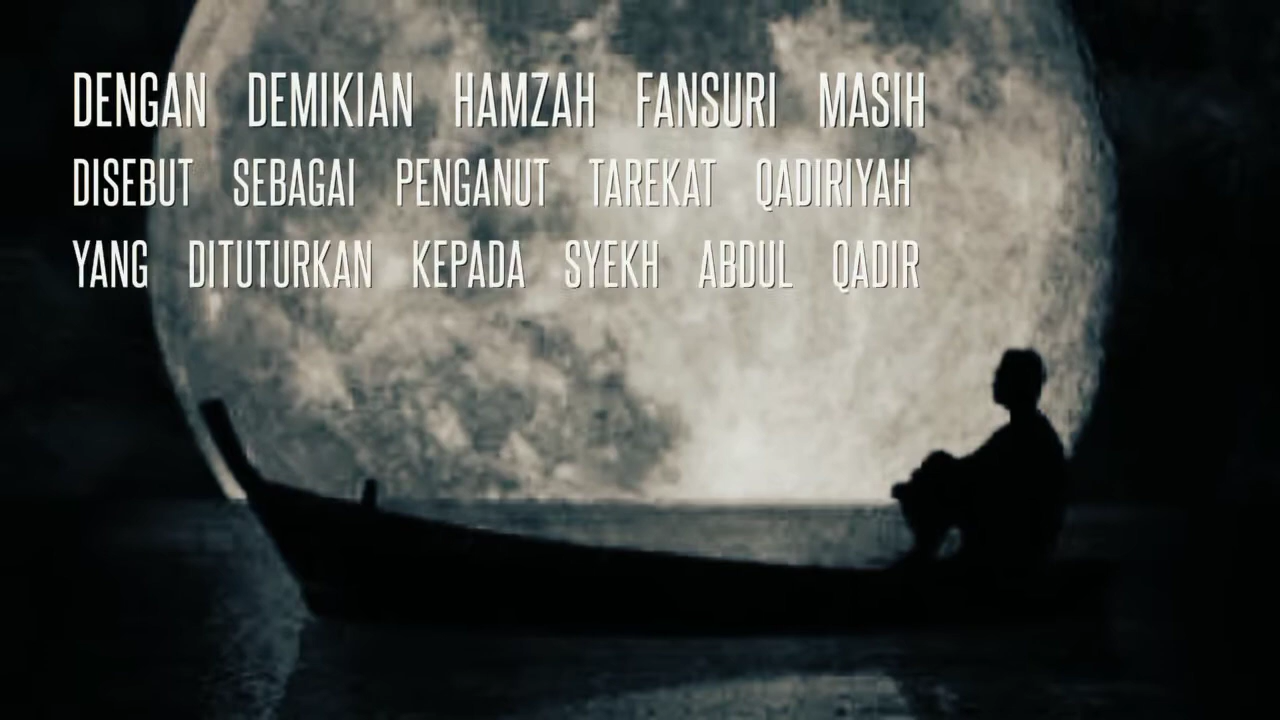 DENGAN DEMIKIAN HAMZAH FANSURI MASIH
DISEBUT SEBAGAI PENGANUT TAREKAT QADIRIYAH
YANG DITUTURKAN KEPADA SYEKH ABDUL QADIR